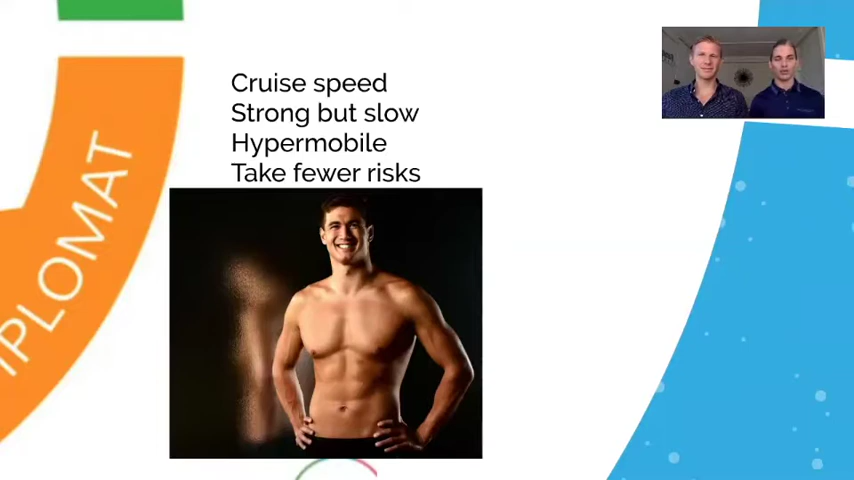 Cruise speed
Strong but slow
Hypermobile
Take fewer risks
IPLOMAT